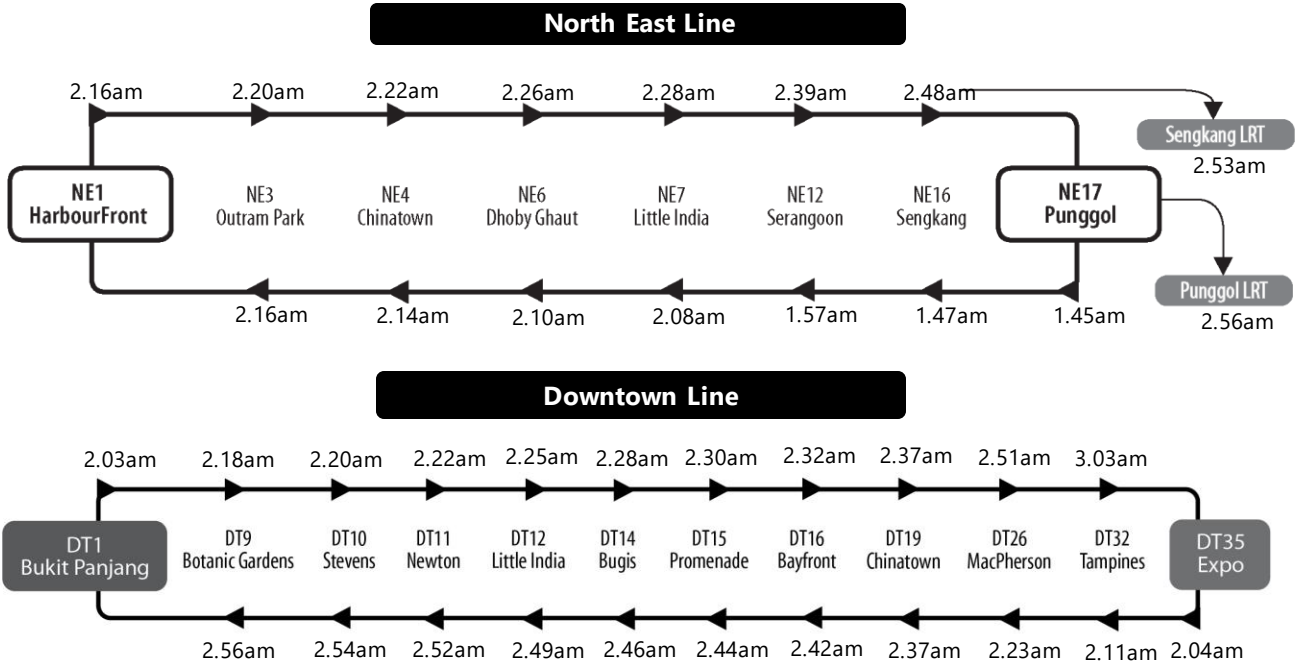 North East Line
2.16am 2.20am 2.22am 2.26am 2.28am 2.39am 2.48am
Sengkang LRT
2.53am
NE1
HarbourFront
NE3
Outram Park
NE4
Chinatown
NE6
Dhoby Ghaut
NE7
Little India
NE12
Serangoon
NE16
Sengkang
NE17
Punggol
Punggol LRT
2.56am
2.16am 2.14am 2.10am 2.08am 1.57am 1.47am 1.45am
Downtown Line
2.03am 2.18am 2.20am 2.22am 2.25am 2.28am 2.30am 2.32am 2.37am 2.51am 3.03am
DT1
Bukit Panjang
DT9
Botanic Gardens
DT10
Stevens
DT11
Newton
DT12
Little India
DT14
Bugis
DT15
Promenade
DT16
Bayfront
DT19
Chinatown
DT26
MacPherson
DT32
Tampines
DT35
Expo
2.56am 2.54am 2.52am 2.49am 2.46am 2.44am 2.42am 2.37am 2.23am 2.11am 2.04am